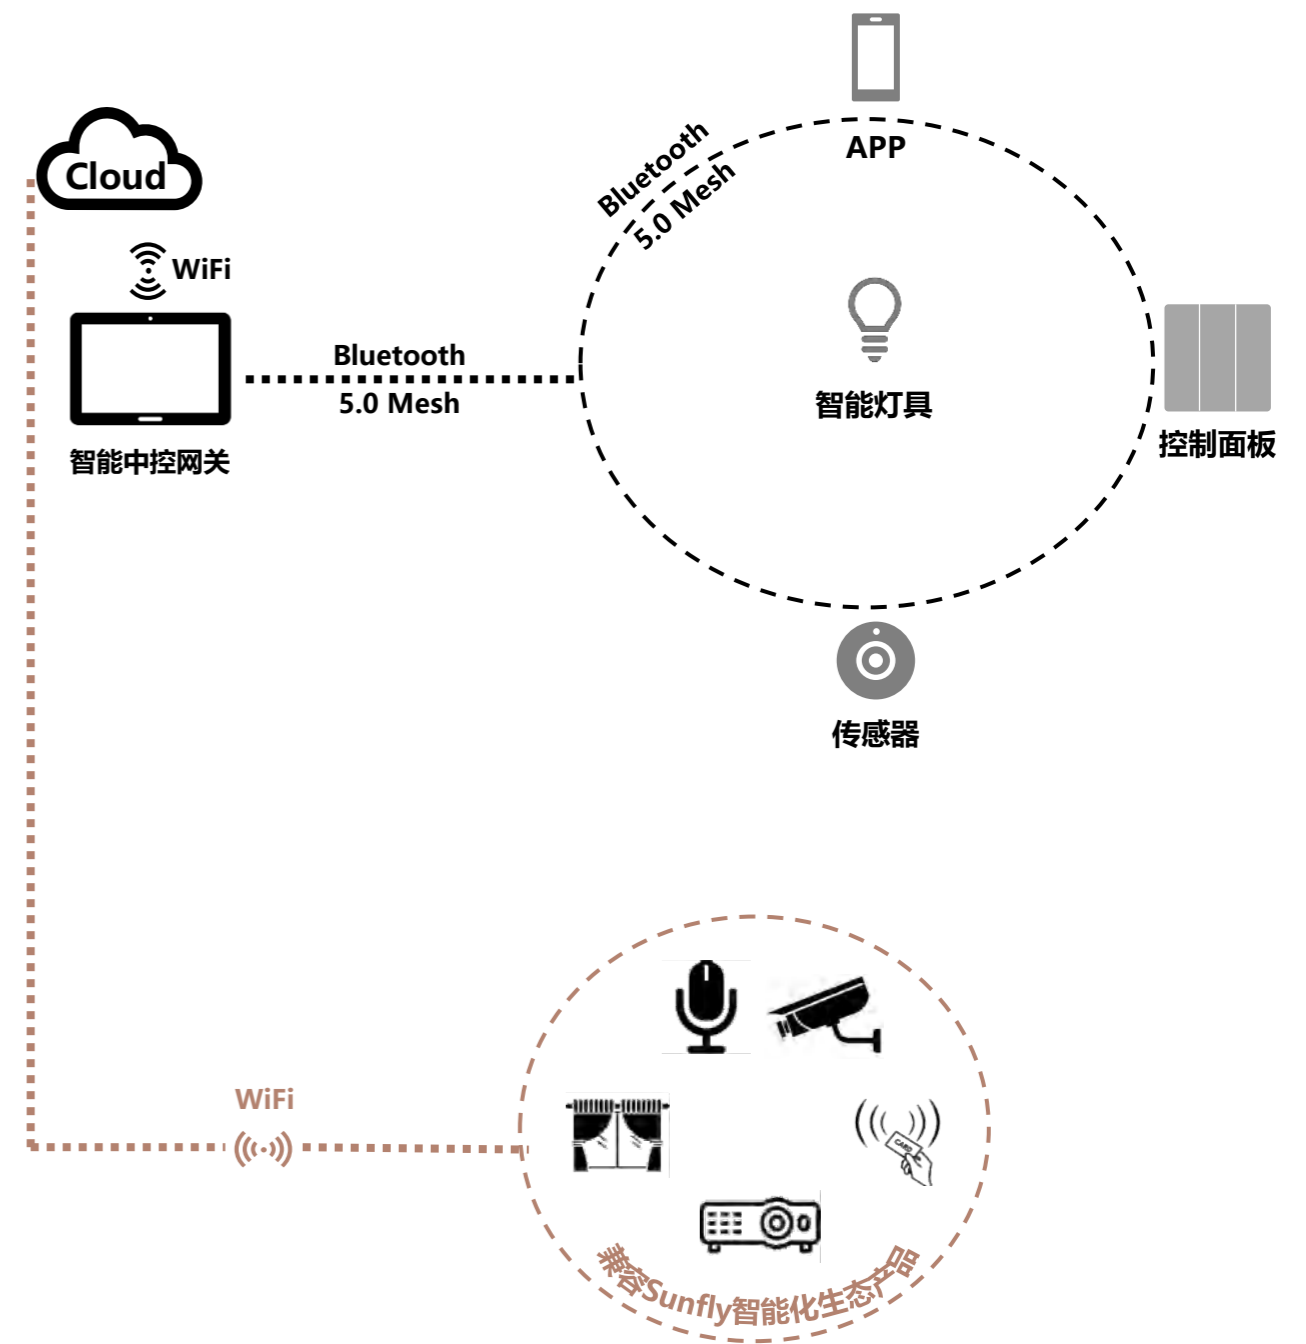 APP
Bluetooth
5.0 Mesh
Cloud
WiFi
Bluetooth
5.0 Mesh
智能中控网关
智能灯具
控制面板
传感器
WiFi
CARD
兼容Sunfly智能化生态产品